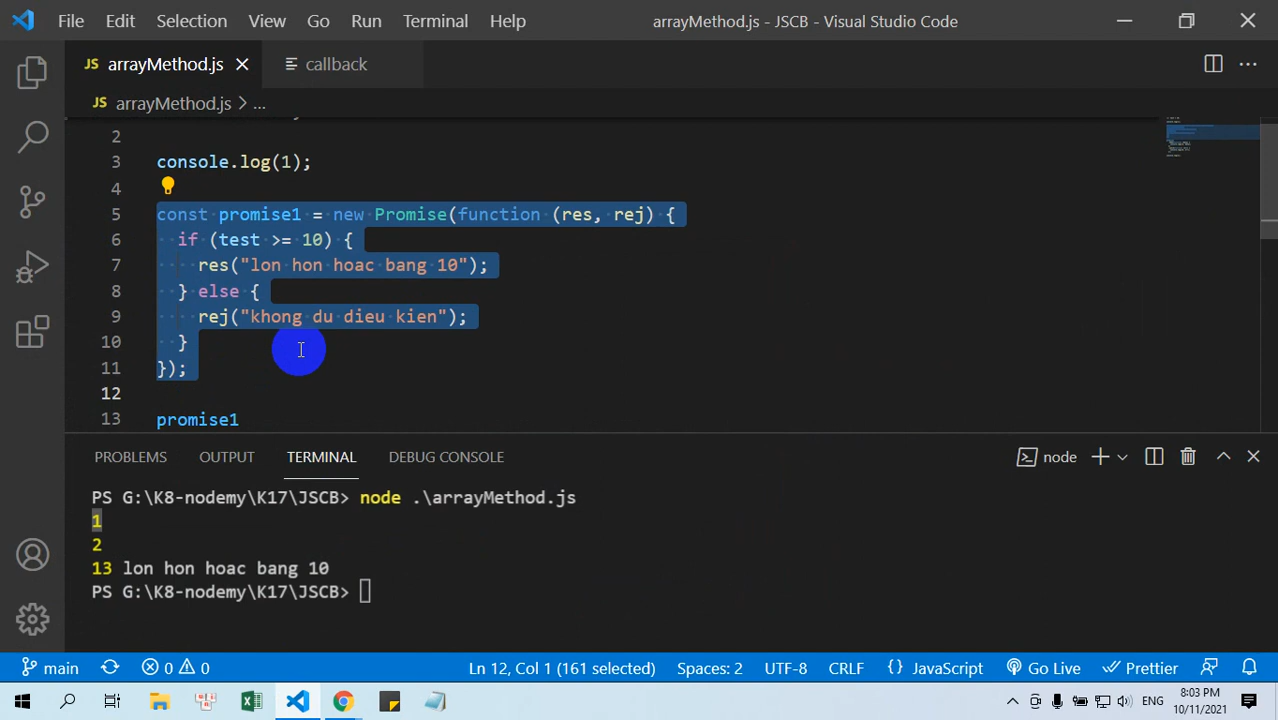 File Edit Selection View Go Run Terminal Help arrayMethod.js - JSCB - Visual Studio Code
JS arrayMethod.js callback
JS arrayMethod.js > ...
2
3 console.log(1);
4
5 const promise1 = new Promise(function (res, rej) {
6 if (test >= 10) {
7 res("lon hon hoac bang 10");
8 } else {
9 rej("khong du dieu kien");
10 }
11 });
12
13 promise1
PROBLEMS OUTPUT TERMINAL DEBUG CONSOLE node
PS G:\K8-nodemy\K17\JSCB> node .\arrayMethod.js
1
2
13 lon hon hoac bang 10
PS G:\K8-nodemy\K17\JSCB>
main 0 0 Ln 12, Col 1 (161 selected) Spaces: 2 UTF-8 CRLF {} JavaScript Go Live Prettier
ENG 8:03 PM
10/11/2021